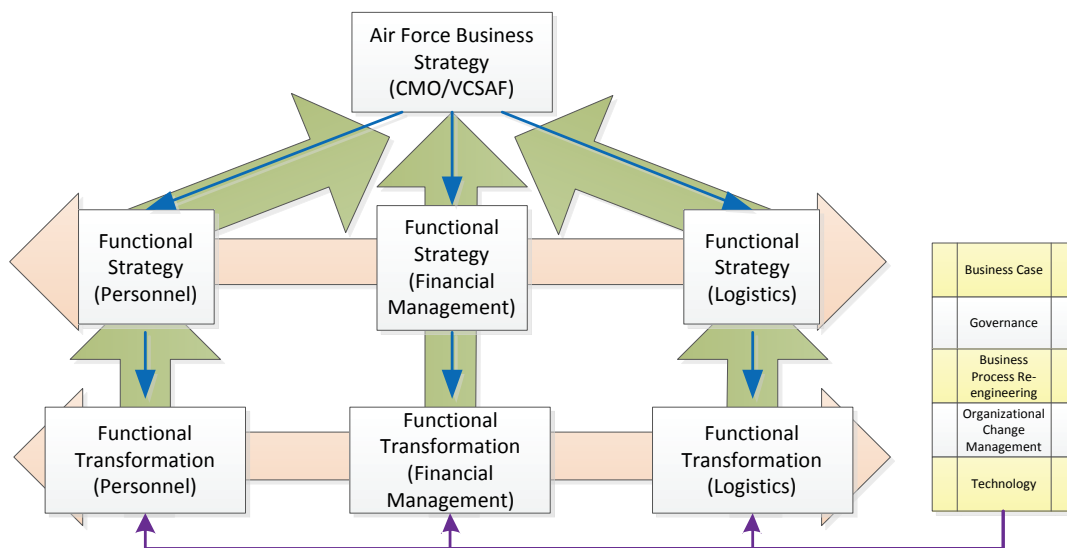 Air Force Business
Strategy
(CMO/VCSAF)
Functional
Strategy
(Personnel)
Functional
Strategy
(Financial
Management)
Functional
Strategy
(Logistics)
Functional
Transformation
(Personnel)
Functional
Transformation
(Financial
Management)
Functional
Transformation
(Logistics)
Business Case
Governance
Business
Process Re-
engineering
Organizational
Change
Management
Technology